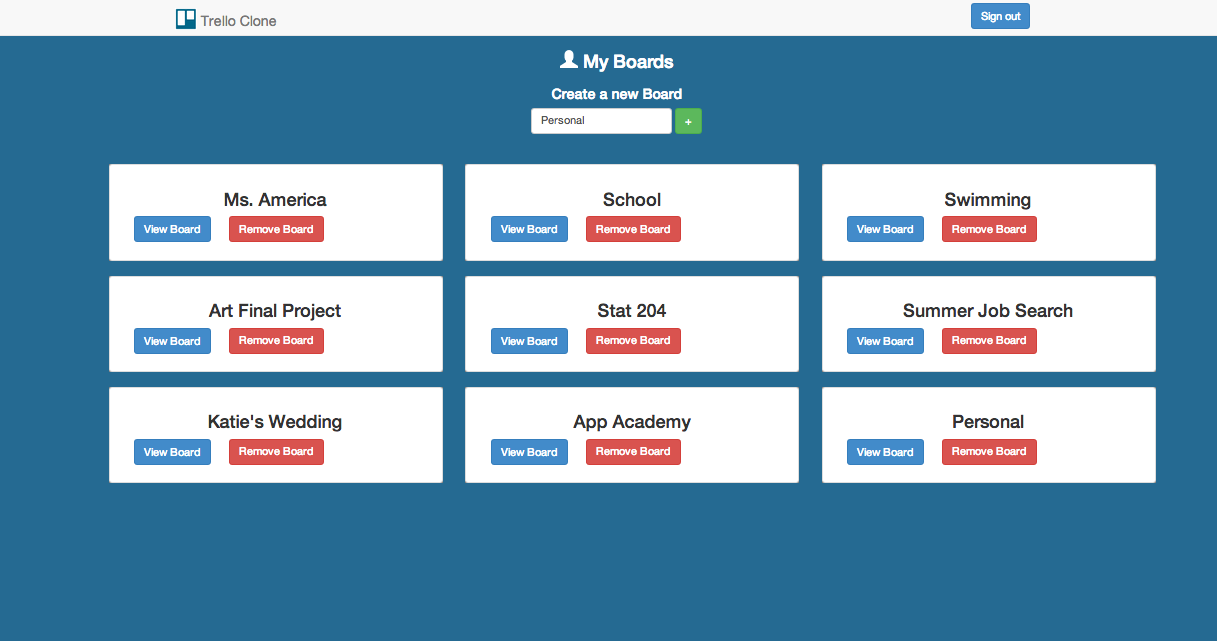 Trello Clone
Sign out
My Boards
Create a new Board
Personal
+
Ms. America
View Board Remove Board
School
View Board Remove Board
Swimming
View Board Remove Board
Art Final Project
View Board Remove Board
Stat 204
View Board Remove Board
Summer Job Search
View Board Remove Board
Katie's Wedding
View Board Remove Board
App Academy
View Board Remove Board
Personal
View Board Remove Board